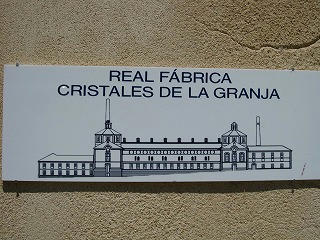 REAL FÁBRICA
CRISTALES DE LA GRANJA